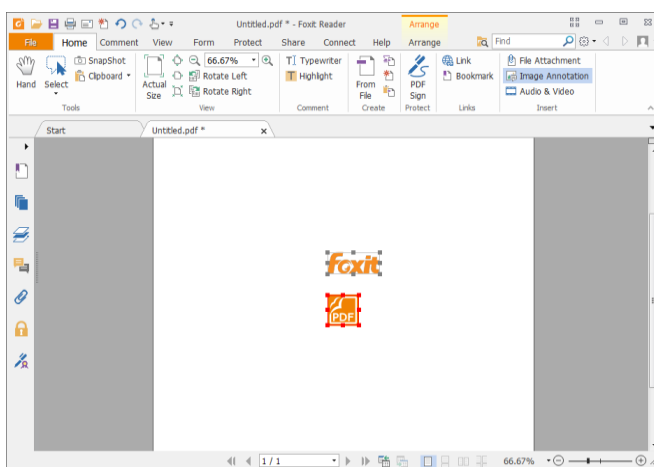 Untitled.pdf * - Foxit Reader
Arrange
File Home Comment View Form Protect Share Connect Help Arrange Find
Hand
Select
SnapShot
Clipboard
Tools
Actual Size
66.67%
Rotate Left
Rotate Right
View
Typewriter
Highlight
Comment
From File
Create
PDF Sign
Protect
Link
Bookmark
Links
File Attachment
Image Annotation
Audio & Video
Insert
Start
Untitled.pdf *
foxit
PDF
1 / 1
66.67%